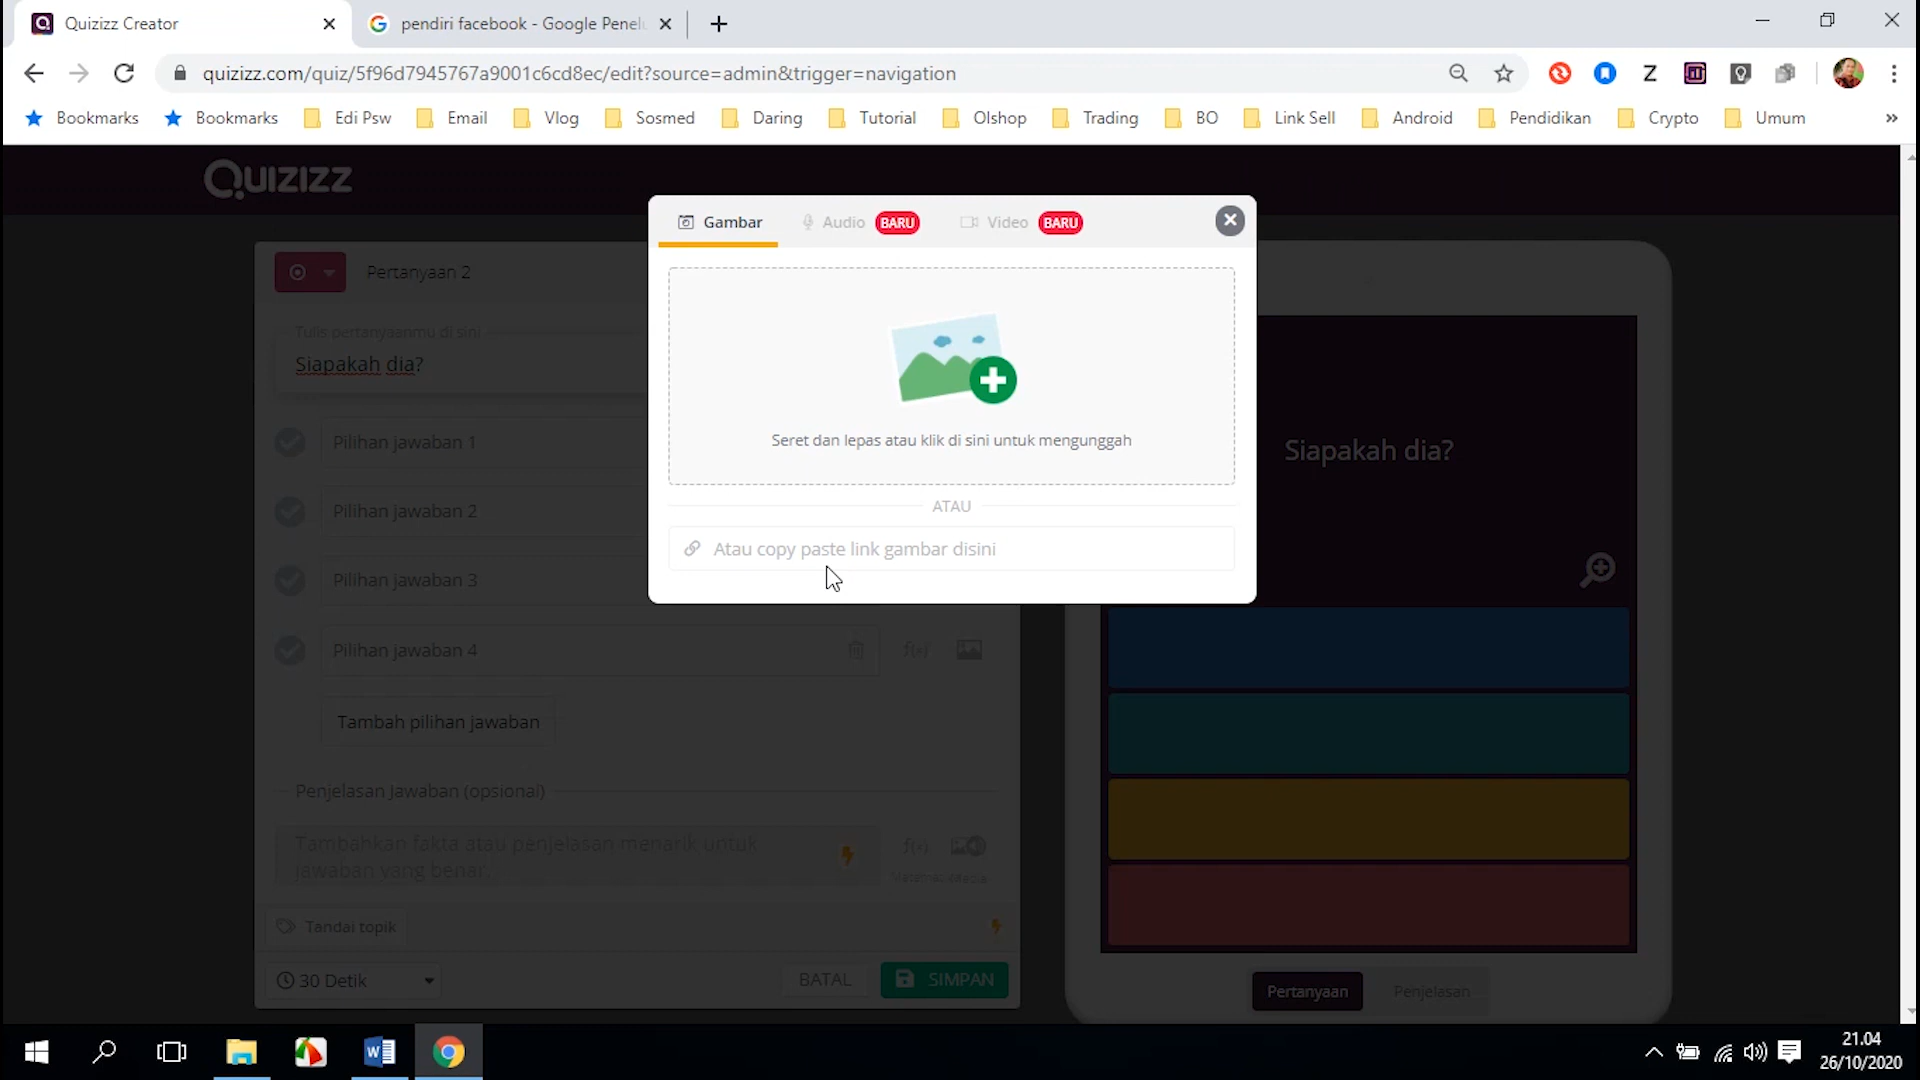 Quizizz Creator
pendiri facebook - Google Penel
quizizz.com/quiz/5f96d7945767a9001c6cd8ec/edit?source=admin&trigger=navigation
Bookmarks Bookmarks Edi Psw Email Vlog Sosmed Daring Tutorial Olshop Trading BO Link Sell Android Pendidikan Crypto Umum »
Quizizz
Gambar Audio BARU Video BARU
Pertanyaan 2
Tulis pertanyaanmu di sini
Siapakah dia?
Seret dan lepas atau klik di sini untuk mengunggah
ATAU
Atau copy paste link gambar disini
Pilihan jawaban 1
Pilihan jawaban 2
Pilihan jawaban 3
Pilihan jawaban 4
f(x)
Tambah pilihan jawaban
Penjelasan Jawaban (opsional)
Tambahkan fakta atau penjelasan menarik untuk
jawaban yang benar.
f(x)
Tandai topik
30 Detik
BATAL
SIMPAN
Siapakah dia?
Pertanyaan
Penjelasan
21.04
26/10/2020